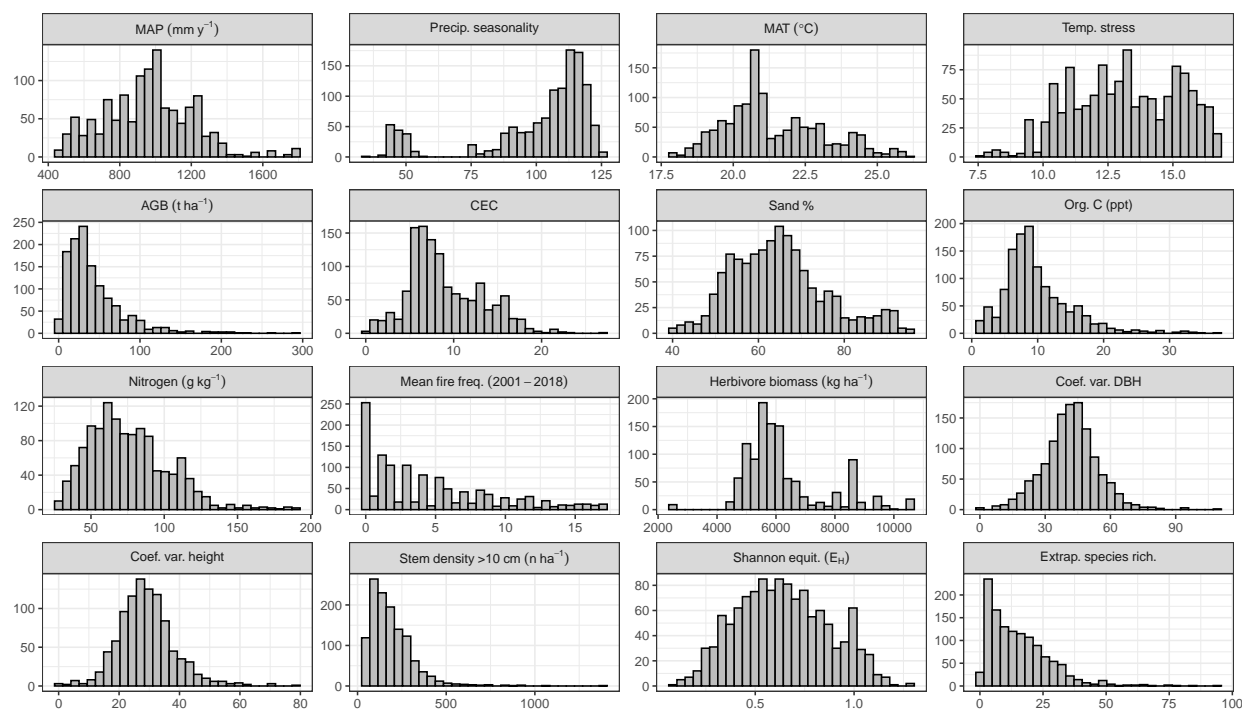 MAP (mm y⁻¹) Precip. seasonality MAT (°C) Temp. stress
100 150 150 75
50 100 100 50
50 50 25
0 0 0 0
400 800 1200 1600 50 75 100 125 17.5 20.0 22.5 25.0 7.5 10.0 12.5 15.0
AGB (t ha⁻¹) CEC Sand % Org. C (ppt)
250 200
200 150 100 150
150 100 75 100
100 50 50
50 25 50
0 0 0 0
0 100 200 300 0 10 20 40 60 80 0 10 20 30
Nitrogen (g kg⁻¹) Mean fire freq. (2001 − 2018) Herbivore biomass (kg ha⁻¹) Coef. var. DBH
120 250 200
80 200 150 150
150 100 100
40 100 50 50
50
0 0 0 0
50 100 150 200 0 5 10 15 2000 4000 6000 8000 10000 0 30 60 90
Coef. var. height Stem density >10 cm (n ha⁻¹) Shannon equit. (E_H) Extrap. species rich.
100 200 80 200
60 150
50 100 40 100
20 50
0 0 0 0
0 20 40 60 80 0 500 1000 0.5 1.0 0 25 50 75 100